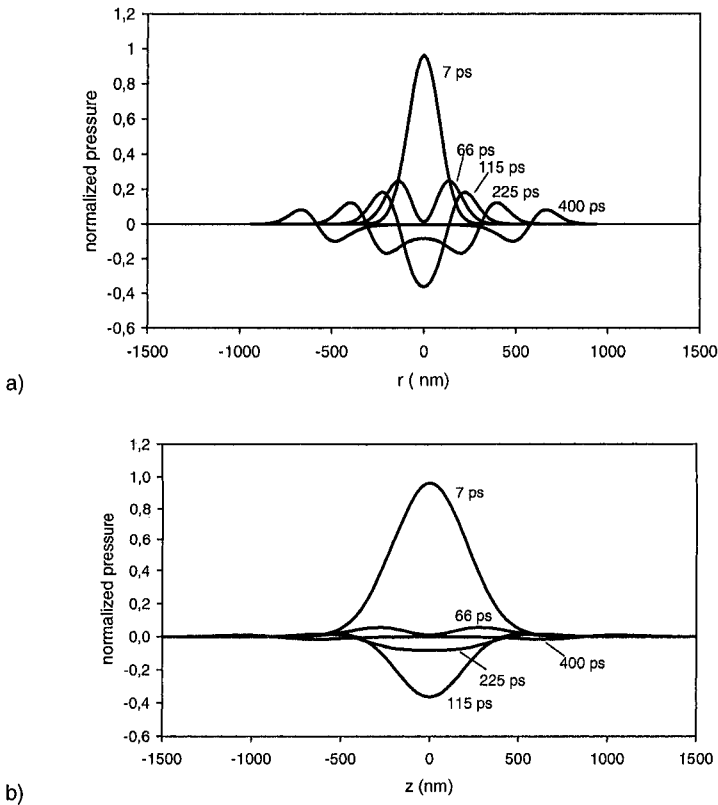 1,2
1
0,8
0,6
0,4
0,2
0
-0,2
-0,4
-0,6
normalized pressure
7 ps
66 ps
115 ps
225 ps
400 ps
-1500 -1000 -500 0 500 1000 1500
r ( nm)
a)
1,2
1,0
0,8
0,6
0,4
0,2
0,0
-0,2
-0,4
-0,6
normalized pressure
7 ps
66 ps
400 ps
225 ps
115 ps
-1500 -1000 -500 0 500 1000 1500
z (nm)
b)